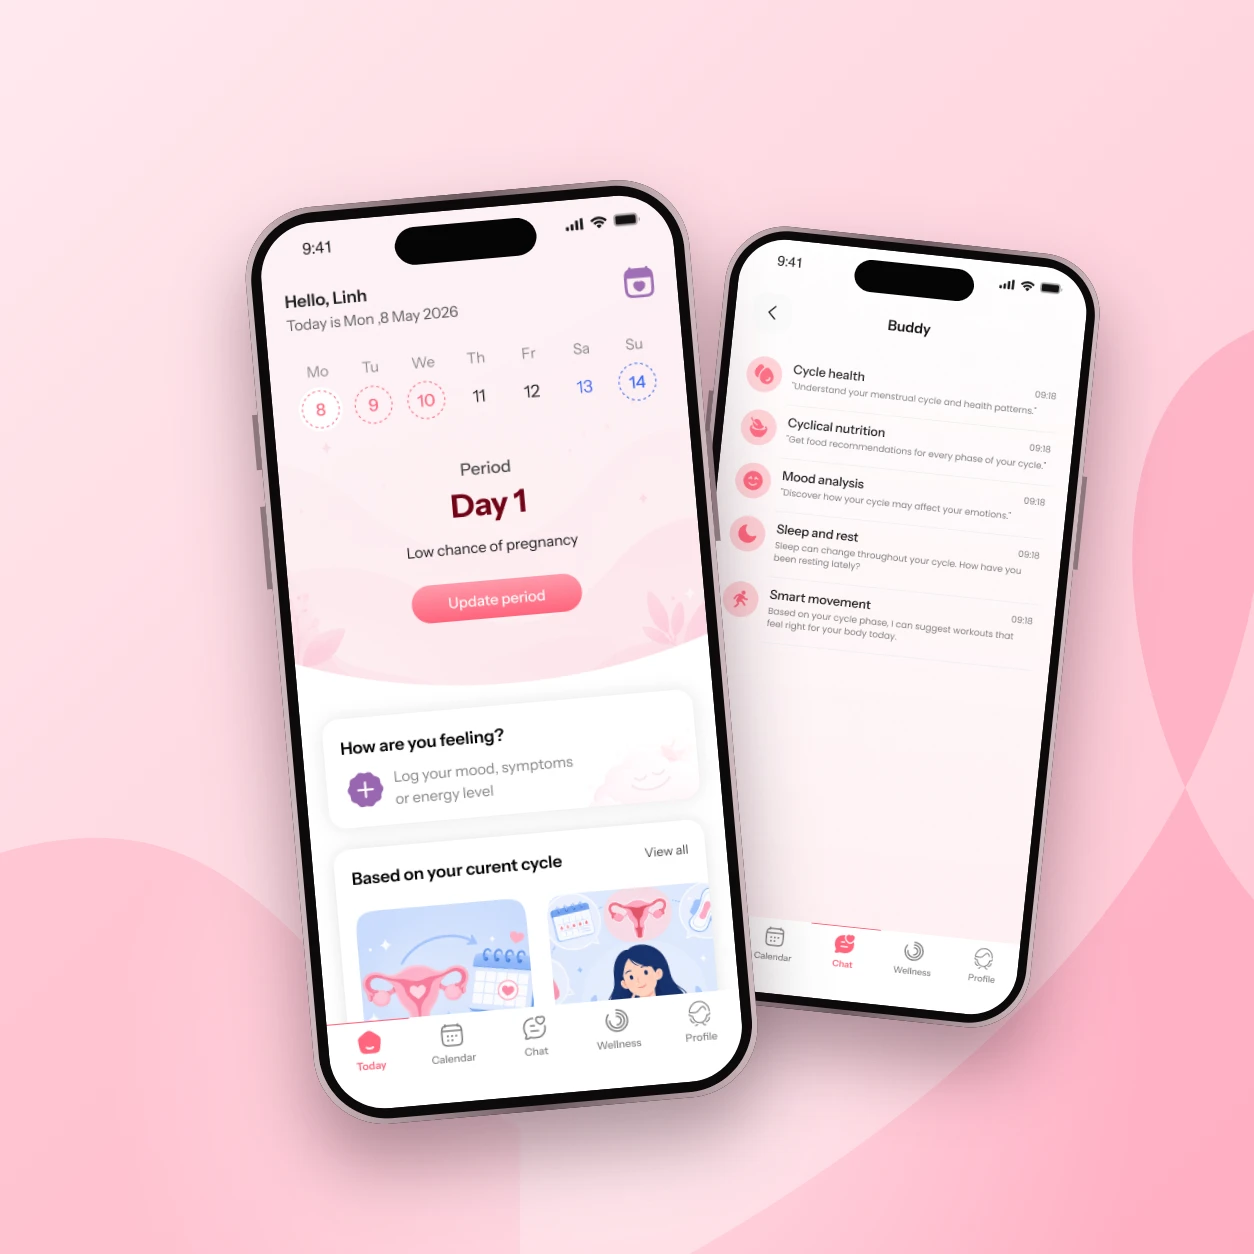 9:41
Hello, Linh
Today is Mon ,8 May 2026
Mo Tu We Th Fr Sa Su
8 9 10 11 12 13 14
Period
Day 1
Low chance of pregnancy
Update period
How are you feeling?
Log your mood, symptoms
or energy level
Based on your curent cycle
View all
Today
Calendar
Chat
Wellness
Profile
9:41
Buddy
Cycle health
09:18
"Understand your menstrual cycle and health patterns."
Cyclical nutrition
09:18
"Get food recommendations for every phase of your cycle."
Mood analysis
09:18
"Discover how your cycle may affect your emotions."
Sleep and rest
09:18
Sleep can change throughout your cycle. How have you
been resting lately?
Smart movement
09:18
Based on your cycle phase, I can suggest workouts that
feel right for your body today.
Calendar
Chat
Wellness
Profile